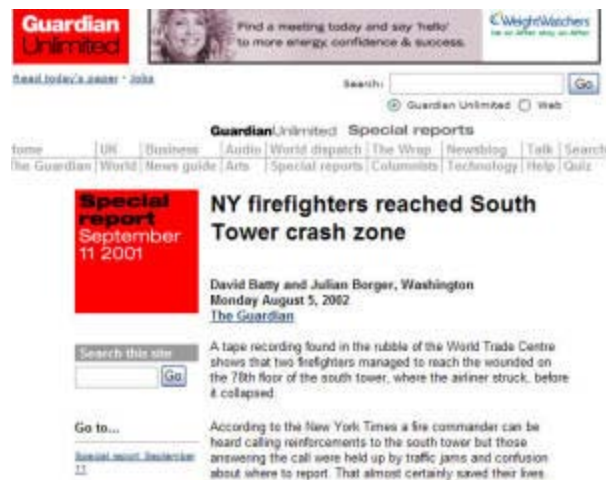 Guardian
Unlimited
Find a meeting today and say 'hello'
to more energy, confidence & success.
WeightWatchers
Read today's paper · Jobs
Search:
Go
Guardian Unlimited Web
GuardianUnlimited Special reports
Home UK Business Audio World dispatch The Wrap Newsblog Talk Search
The Guardian World News guide Arts Special reports Columnists Technology Help Quiz
Special
report
September
11 2001
NY firefighters reached South
Tower crash zone
David Batty and Julian Borger, Washington
Monday August 5, 2002
The Guardian
Search this site
Go
Go to...
Special report: September
11
A tape recording found in the rubble of the World Trade Centre
shows that two firefighters managed to reach the wounded on
the 78th floor of the south tower, where the airliner struck, before
it collapsed.
According to the New York Times a fire commander can be
heard calling reinforcements to the south tower but those
answering the call were held up by traffic jams and confusion
about where to report. That almost certainly saved their lives.